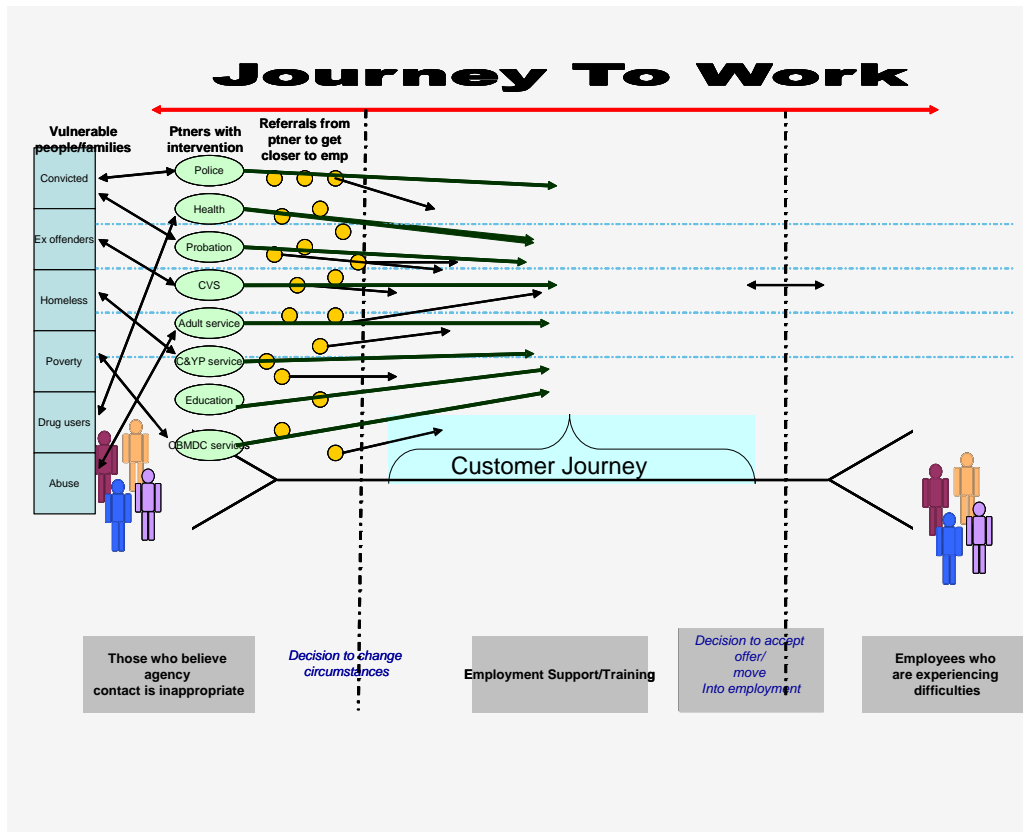 Journey To Work
Vulnerable
people/families
Ptners with
intervention
Referrals from
ptner to get
closer to emp
Convicted
Ex offenders
Homeless
Poverty
Drug users
Abuse
Police
Health
Probation
CVS
Adult service
C&YP service
Education
CBMDC services
Customer Journey
Those who believe
agency
contact is inappropriate
Decision to change
circumstances
Employment Support/Training
Decision to accept
offer/
move
Into employment
Employees who
are experiencing
difficulties